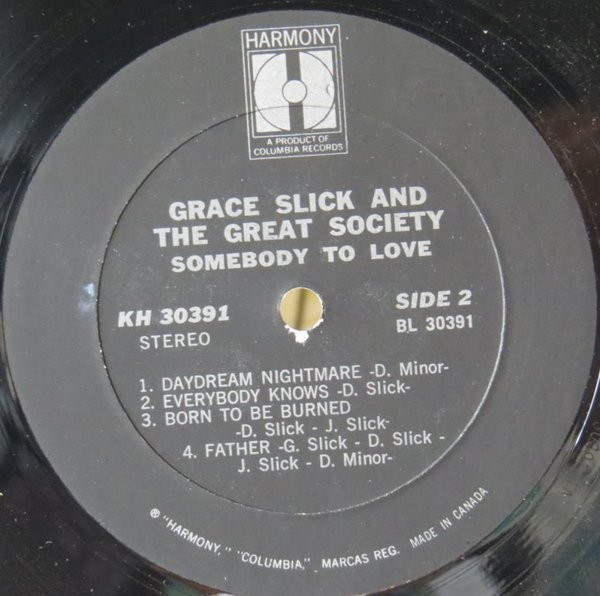 HARMONY
A PRODUCT OF
COLUMBIA RECORDS
GRACE SLICK AND
THE GREAT SOCIETY
SOMEBODY TO LOVE
KH 30391
STEREO
SIDE 2
BL 30391
1. DAYDREAM NIGHTMARE -D. Minor-
2. EVERYBODY KNOWS -D. Slick-
3. BORN TO BE BURNED
-D. Slick - J. Slick-
4. FATHER -G. Slick - D. Slick -
J. Slick - D. Minor-
® "HARMONY," "COLUMBIA," MARCAS REG. MADE IN CANADA